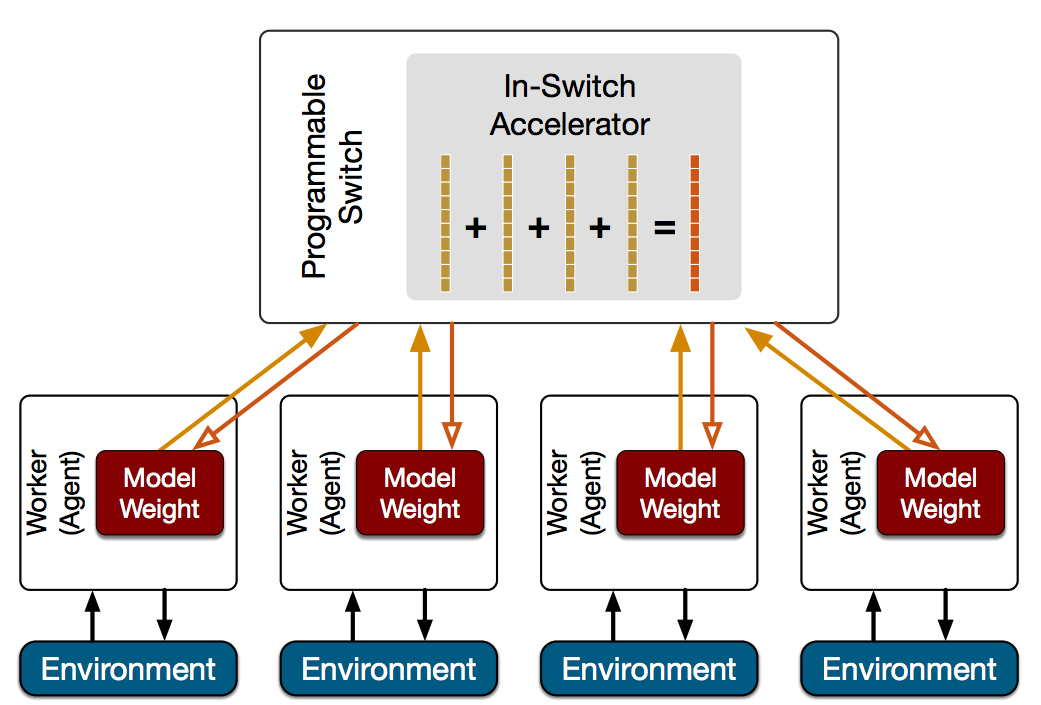 Programmable
Switch
In-Switch
Accelerator
+ + + =
Worker
(Agent)
Model
Weight
Worker
(Agent)
Model
Weight
Worker
(Agent)
Model
Weight
Worker
(Agent)
Model
Weight
Environment
Environment
Environment
Environment